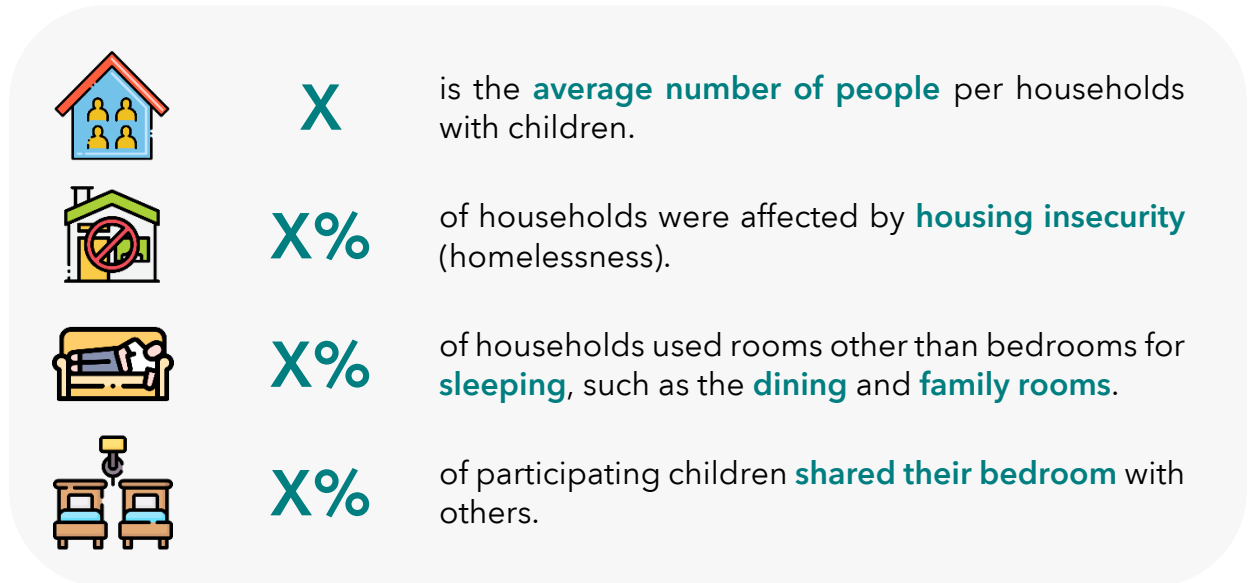 X
is the average number of people per households
with children.
X%
of households were affected by housing insecurity
(homelessness).
X%
of households used rooms other than bedrooms for
sleeping, such as the dining and family rooms.
X%
of participating children shared their bedroom with
others.